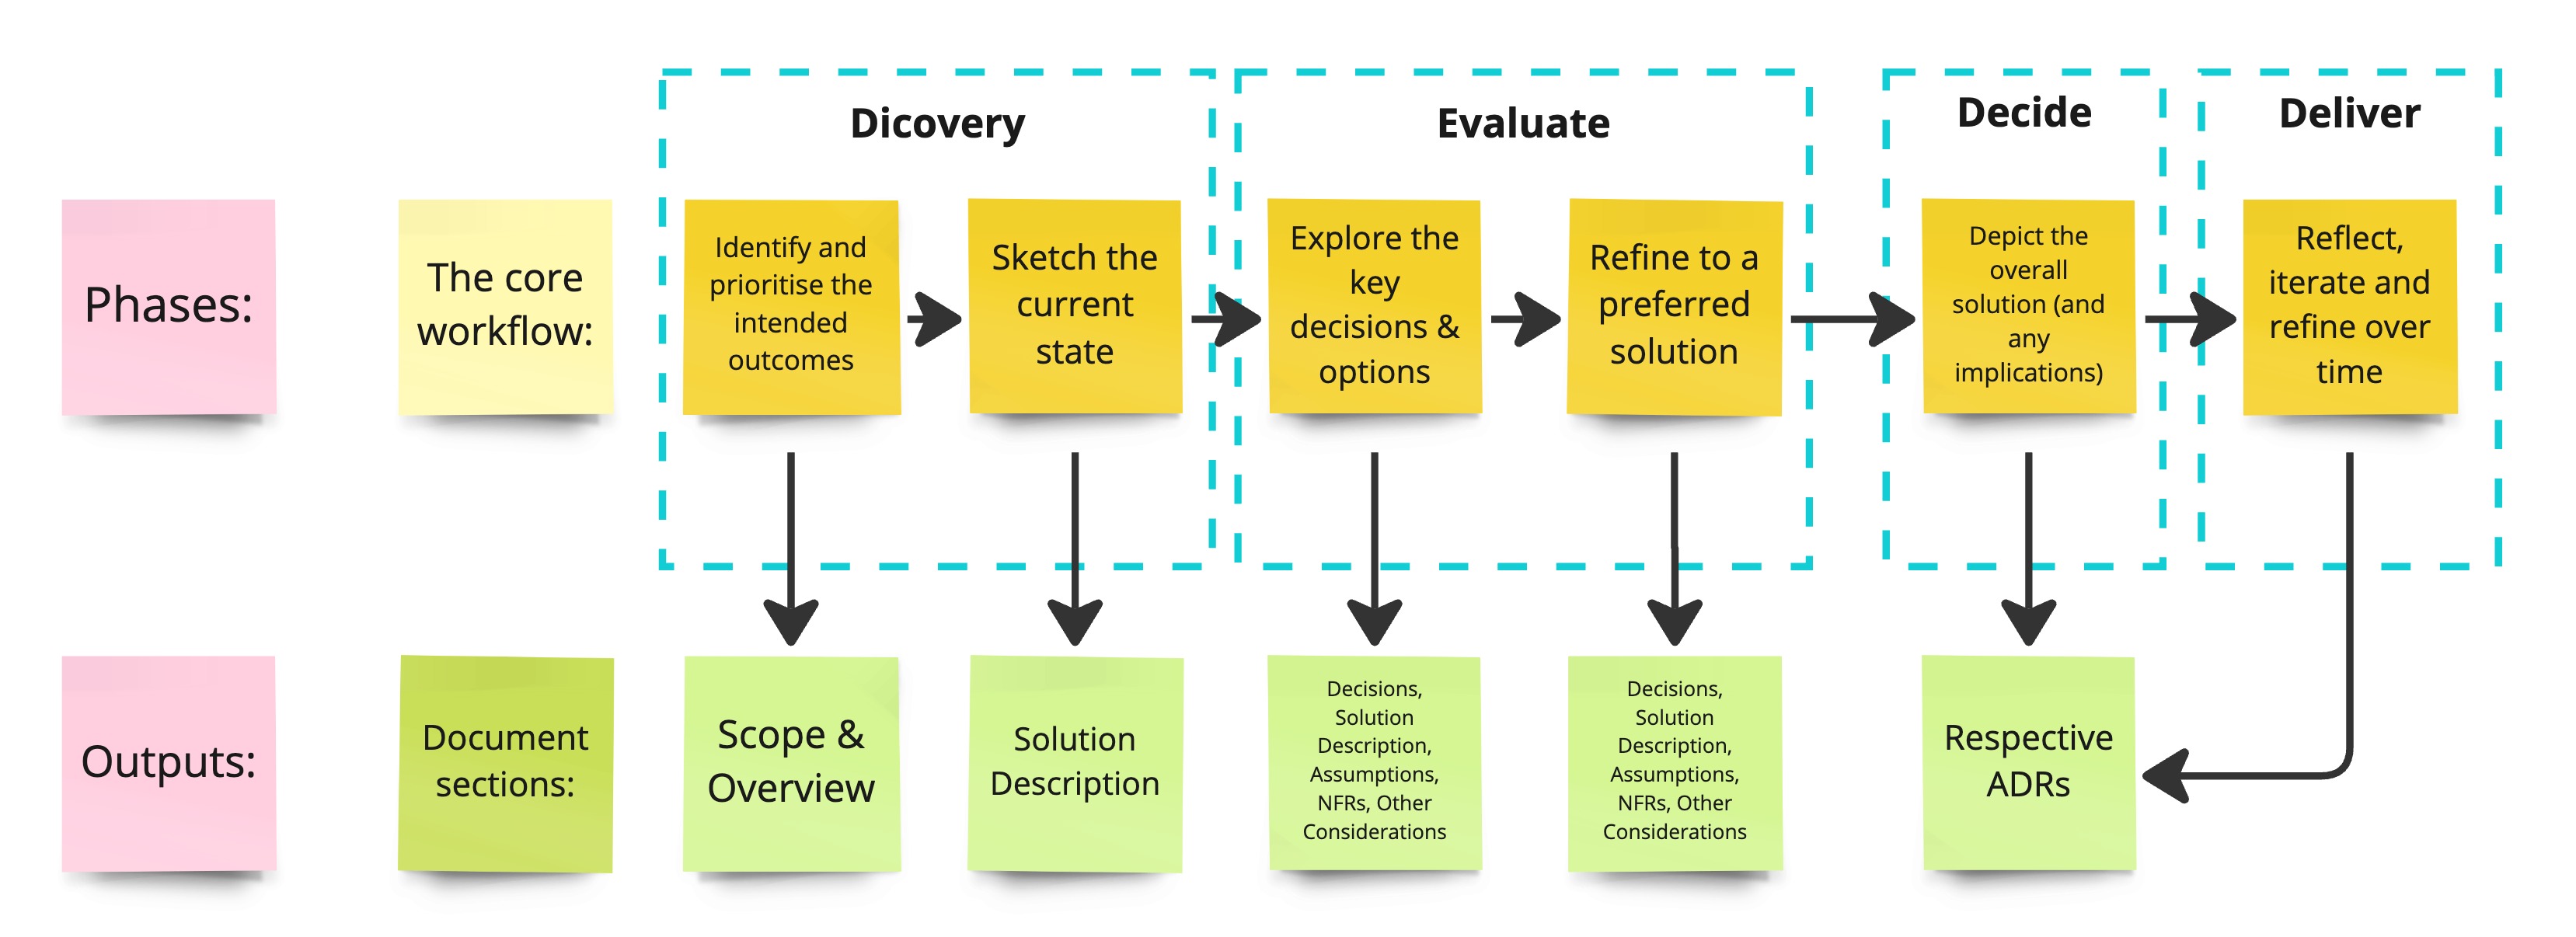 Dicovery
Evaluate
Decide
Deliver
Phases:
The core
workflow:
Identify and
prioritise the
intended
outcomes
Sketch the
current
state
Explore the
key
decisions &
options
Refine to a
preferred
solution
Depict the
overall
solution (and
any
implications)
Reflect,
iterate and
refine over
time
Outputs:
Document
sections:
Scope &
Overview
Solution
Description
Decisions,
Solution
Description,
Assumptions,
NFRs, Other
Considerations
Decisions,
Solution
Description,
Assumptions,
NFRs, Other
Considerations
Respective
ADRs